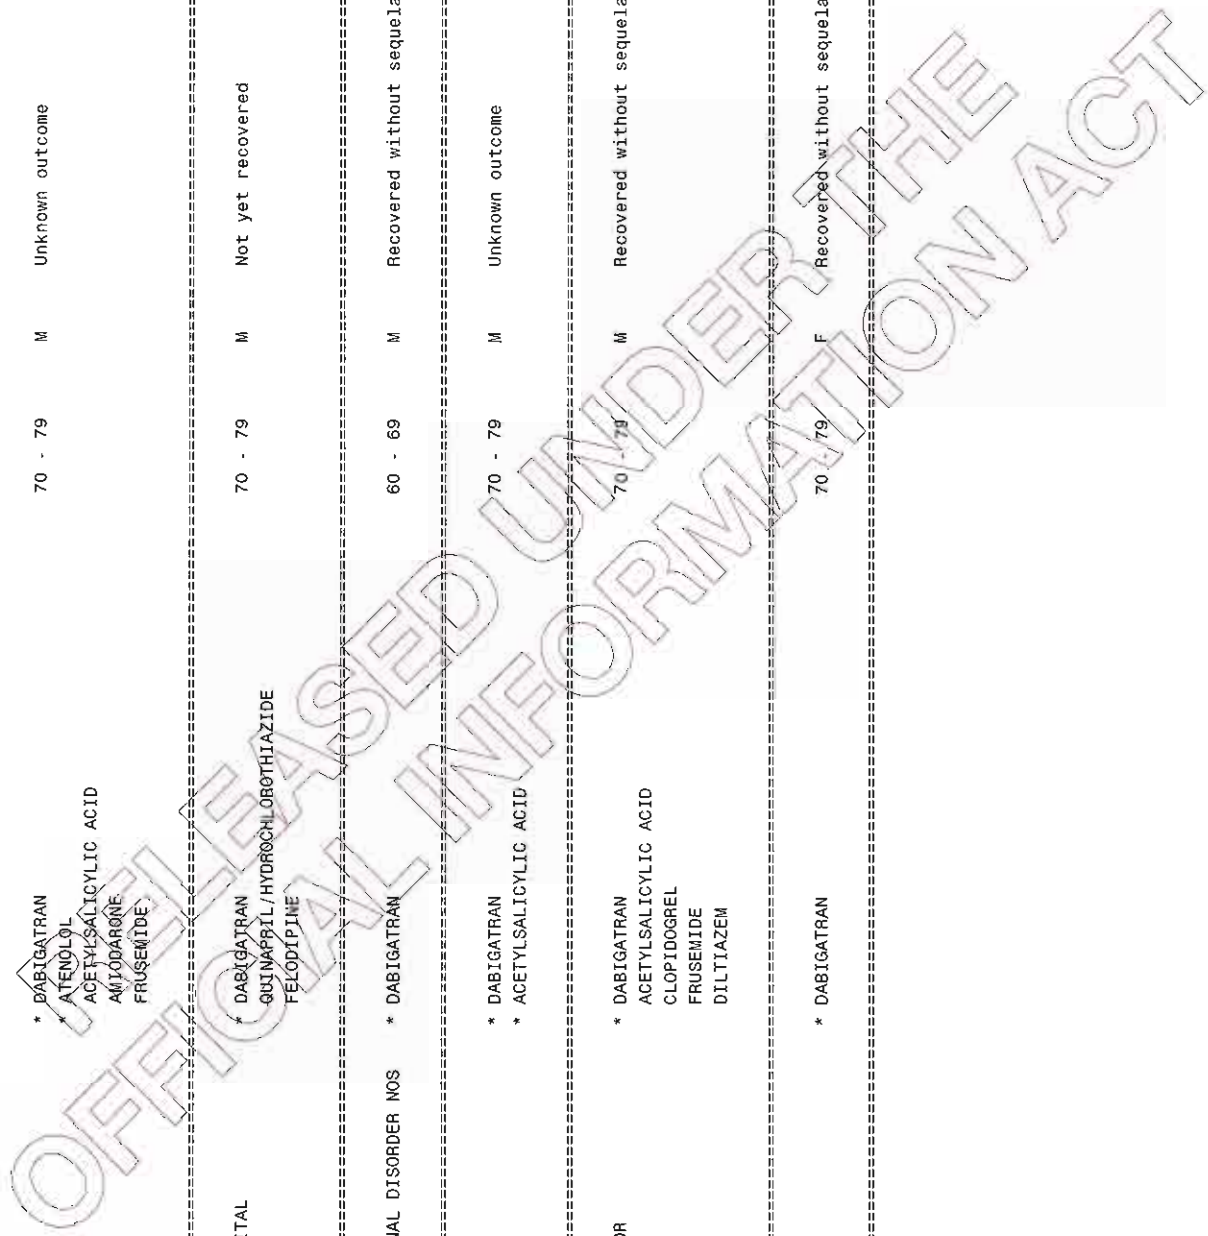 * DABIGATRAN 70 - 79 M Unknown outcome
* ATENOLOL
ACETYLSALICYLIC ACID
AMIODARONE
FRUSEMIDE
ITAL * DABIGATRAN 70 - 79 M Not yet recovered
QUINAPRIL/HYDROCHLOROTHIAZIDE
FELODIPINE
NAL DISORDER NOS * DABIGATRAN 60 - 69 M Recovered without sequela
* DABIGATRAN 70 - 79 M Unknown outcome
* ACETYLSALICYLIC ACID
OR * DABIGATRAN 70 - 79 M Recovered without sequela
ACETYLSALICYLIC ACID
CLOPIDOGREL
FRUSEMIDE
DILTIAZEM
* DABIGATRAN 70 - 79 F Recovered without sequela
RELEASED UNDER THE
OFFICIAL INFORMATION ACT